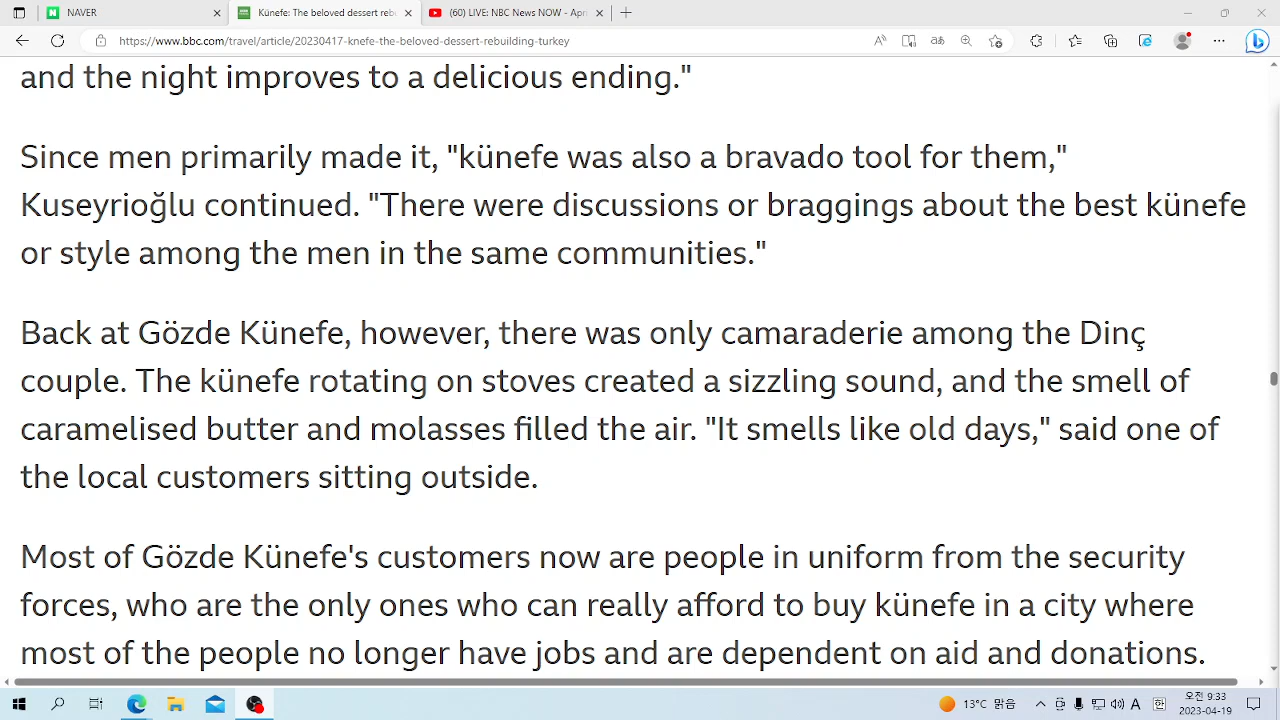 NAVER
Künefe: The beloved dessert reb
(60) LIVE: NBC News NOW - Apri
https://www.bbc.com/travel/article/20230417-knefe-the-beloved-dessert-rebuilding-turkey
and the night improves to a delicious ending."
Since men primarily made it, "künefe was also a bravado tool for them,"
Kuseyrioğlu continued. "There were discussions or braggings about the best künefe
or style among the men in the same communities."
Back at Gözde Künefe, however, there was only camaraderie among the Dinç
couple. The künefe rotating on stoves created a sizzling sound, and the smell of
caramelised butter and molasses filled the air. "It smells like old days," said one of
the local customers sitting outside.
Most of Gözde Künefe's customers now are people in uniform from the security
forces, who are the only ones who can really afford to buy künefe in a city where
most of the people no longer have jobs and are dependent on aid and donations.
13°C 맑음
A
오전 9:33
2023-04-19